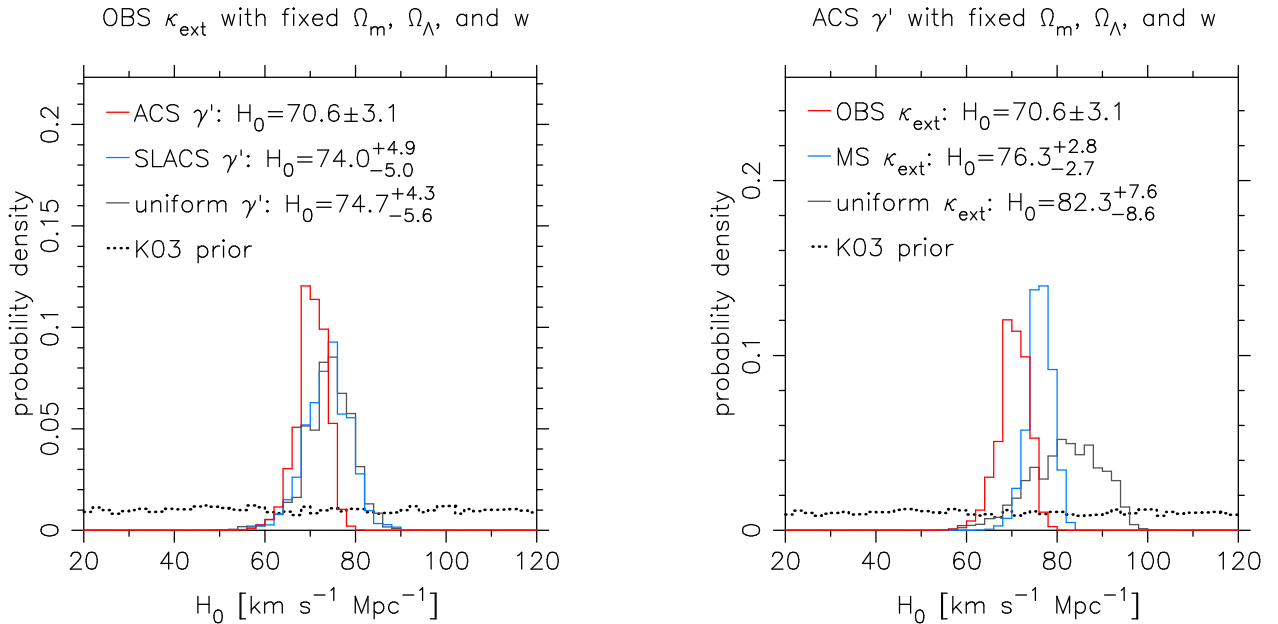 OBS κ_ext with fixed Ω_m, Ω_Λ, and w
ACS γ': H_0=70.6±3.1
SLACS γ': H_0=74.0^{+4.9}_{−5.0}
uniform γ': H_0=74.7^{+4.3}_{−5.6}
K03 prior
probability density
0.2
0.15
0.1
0.05
0
20 40 60 80 100 120
H_0 [km s^{−1} Mpc^{−1}]
ACS γ' with fixed Ω_m, Ω_Λ, and w
OBS κ_ext: H_0=70.6±3.1
MS κ_ext: H_0=76.3^{+2.8}_{−2.7}
uniform κ_ext: H_0=82.3^{+7.6}_{−8.6}
K03 prior
probability density
0.2
0.1
0
20 40 60 80 100 120
H_0 [km s^{−1} Mpc^{−1}]